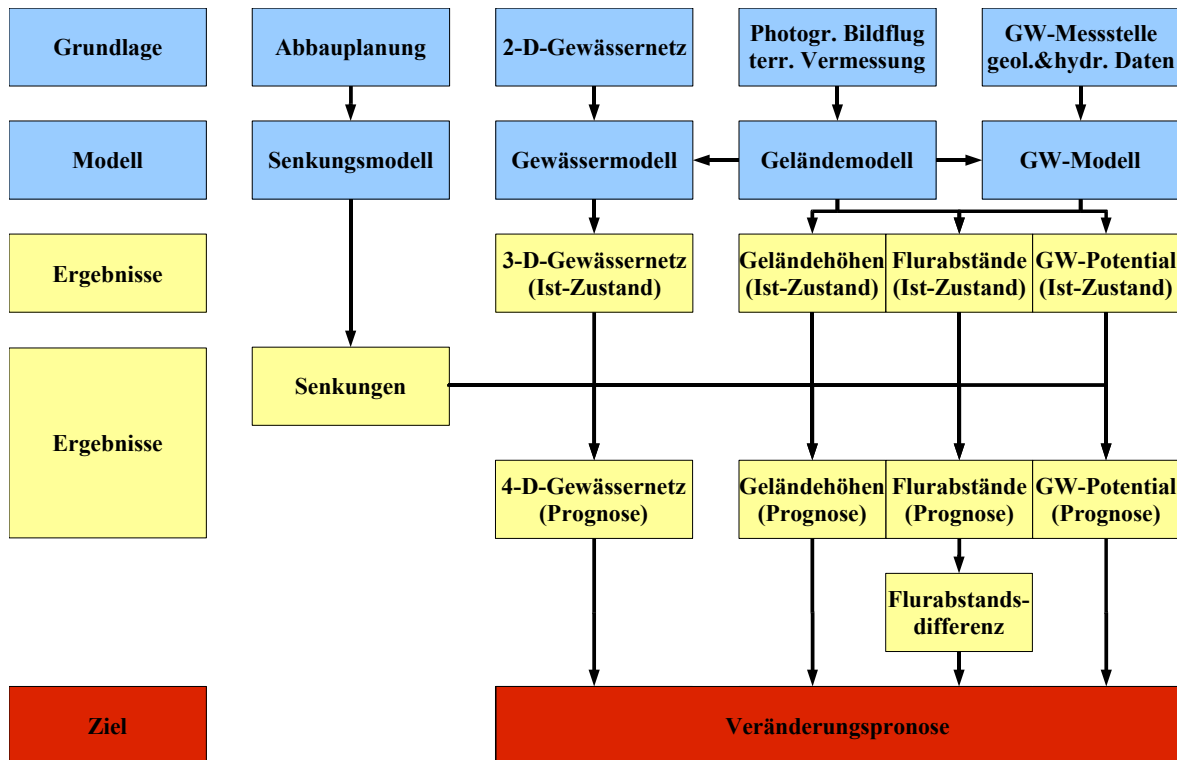 Grundlage
Abbauplanung
2-D-Gewässernetz
Photogr. Bildflug
terr. Vermessung
GW-Messstelle
geol.&hydr. Daten
Modell
Senkungsmodell
Gewässermodell
Geländemodell
GW-Modell
Ergebnisse
3-D-Gewässernetz
(Ist-Zustand)
Geländehöhen
(Ist-Zustand)
Flurabstände
(Ist-Zustand)
GW-Potential
(Ist-Zustand)
Ergebnisse
Senkungen
4-D-Gewässernetz
(Prognose)
Geländehöhen
(Prognose)
Flurabstände
(Prognose)
GW-Potential
(Prognose)
Flurabstands-
differenz
Ziel
Veränderungspronose